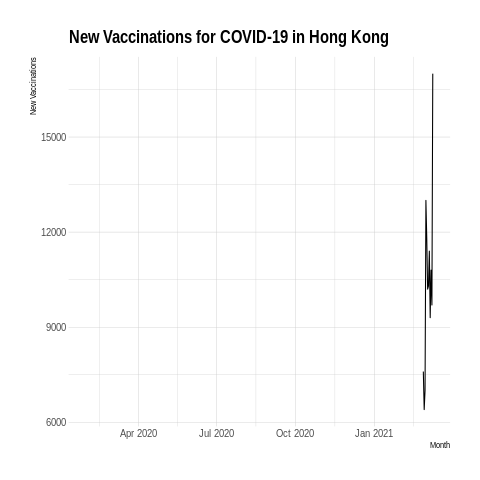 New Vaccinations for COVID-19 in Hong Kong
New Vaccinations
15000
12000
9000
6000
Apr 2020 Jul 2020 Oct 2020 Jan 2021
Month